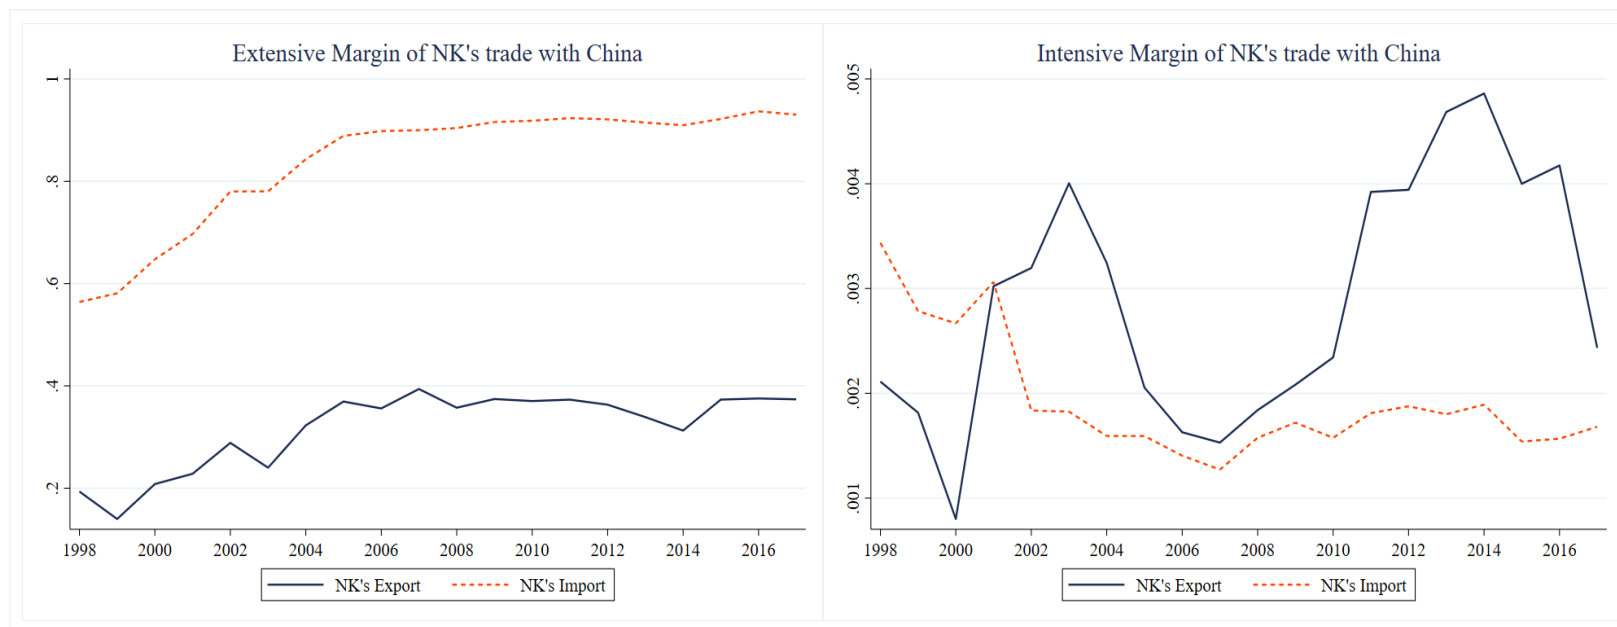 Extensive Margin of NK's trade with China
1
.8
.6
.4
.2
1998 2000 2002 2004 2006 2008 2010 2012 2014 2016
NK's Export NK's Import
Intensive Margin of NK's trade with China
.005
.004
.003
.002
.001
1998 2000 2002 2004 2006 2008 2010 2012 2014 2016
NK's Export NK's Import